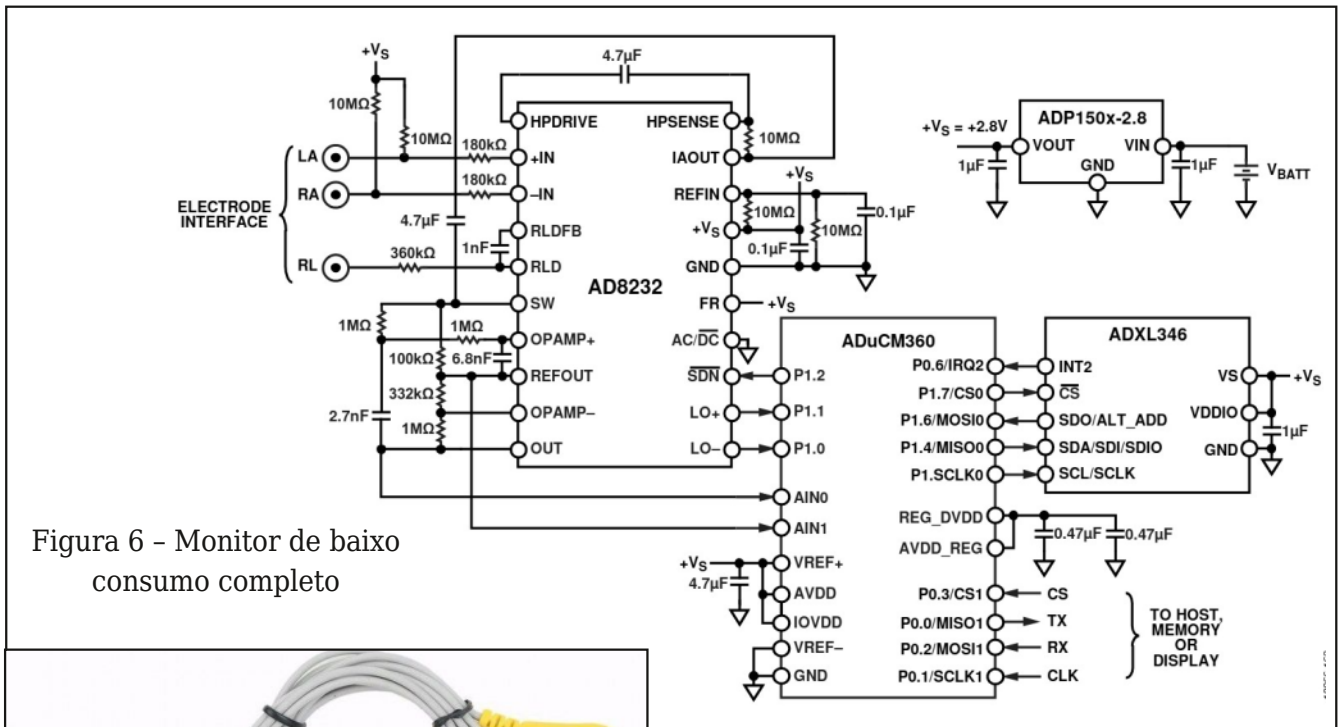 +VS
10MΩ
10MΩ
LA
RA
RL
ELECTRODE
INTERFACE
180kΩ
180kΩ
4.7µF
1nF
360kΩ
1MΩ
1MΩ
100kΩ
6.8nF
332kΩ
2.7nF
1MΩ
4.7µF
HPDRIVE
+IN
–IN
RLDFB
RLD
SW
OPAMP+
REFOUT
OPAMP–
OUT
AD8232
HPSENSE
IAOUT
REFIN
+VS
GND
FR
AC/DC
SDN
LO+
LO–
10MΩ
+VS
10MΩ
10MΩ
0.1µF
0.1µF
+VS
ADP150x-2.8
+VS = +2.8V
VOUT
VIN
GND
1µF
1µF
VBATT
ADuCM360
P1.2
P1.1
P1.0
AIN0
AIN1
VREF+
AVDD
IOVDD
VREF–
GND
+VS
4.7µF
P0.6/IRQ2
P1.7/CS0
P1.6/MOSI0
P1.4/MISO0
P1.SCLK0
REG_DVDD
AVDD_REG
P0.3/CS1
P0.0/MISO1
P0.2/MOSI1
P0.1/SCLK1
ADXL346
INT2
CS
SDO/ALT_ADD
SDA/SDI/SDIO
SCL/SCLK
VS
VDDIO
GND
+VS
1µF
0.47µF
0.47µF
CS
TX
RX
CLK
TO HOST,
MEMORY
OR
DISPLAY
Figura 6 – Monitor de baixo
consumo completo